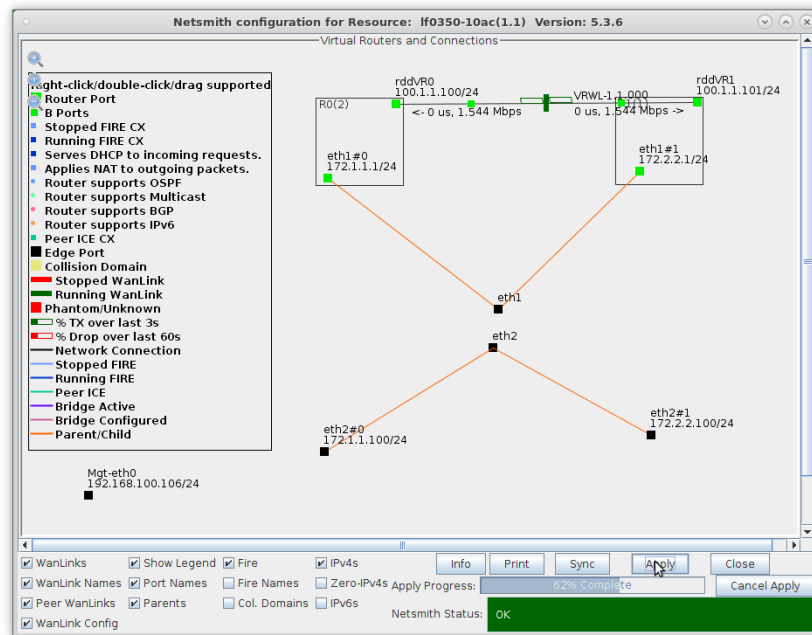 Netsmith configuration for Resource: lf0350-10ac(1.1) Version: 5.3.6
Virtual Routers and Connections
ght-click/double-click/drag supported
Router Port
B Ports
Stopped FIRE CX
Running FIRE CX
Serves DHCP to incoming requests.
Applies NAT to outgoing packets.
Router supports OSPF
Router supports Multicast
Router supports BGP
Router supports IPv6
Peer ICE CX
Edge Port
Collision Domain
Stopped WanLink
Running WanLink
Phantom/Unknown
% TX over last 3s
% Drop over last 60s
Network Connection
Stopped FIRE
Running FIRE
Peer ICE
Bridge Active
Bridge Configured
Parent/Child
rddVR0
100.1.1.100/24
R0(2)
<- 0 us, 1.544 Mbps
VRWL-1.1.000
0 us, 1.544 Mbps ->
rddVR1
100.1.1.101/24
eth1#0
172.1.1.1/24
eth1#1
172.2.2.1/24
eth1
eth2
eth2#0
172.1.1.100/24
eth2#1
172.2.2.100/24
Mgt-eth0
192.168.100.106/24
WanLinks Show Legend Fire IPv4s Info Print Sync Apply Close
WanLink Names Port Names Fire Names Zero-IPv4s Apply Progress: 62% Complete Cancel Apply
Peer WanLinks Parents Col. Domains IPv6s Netsmith Status: OK
WanLink Config